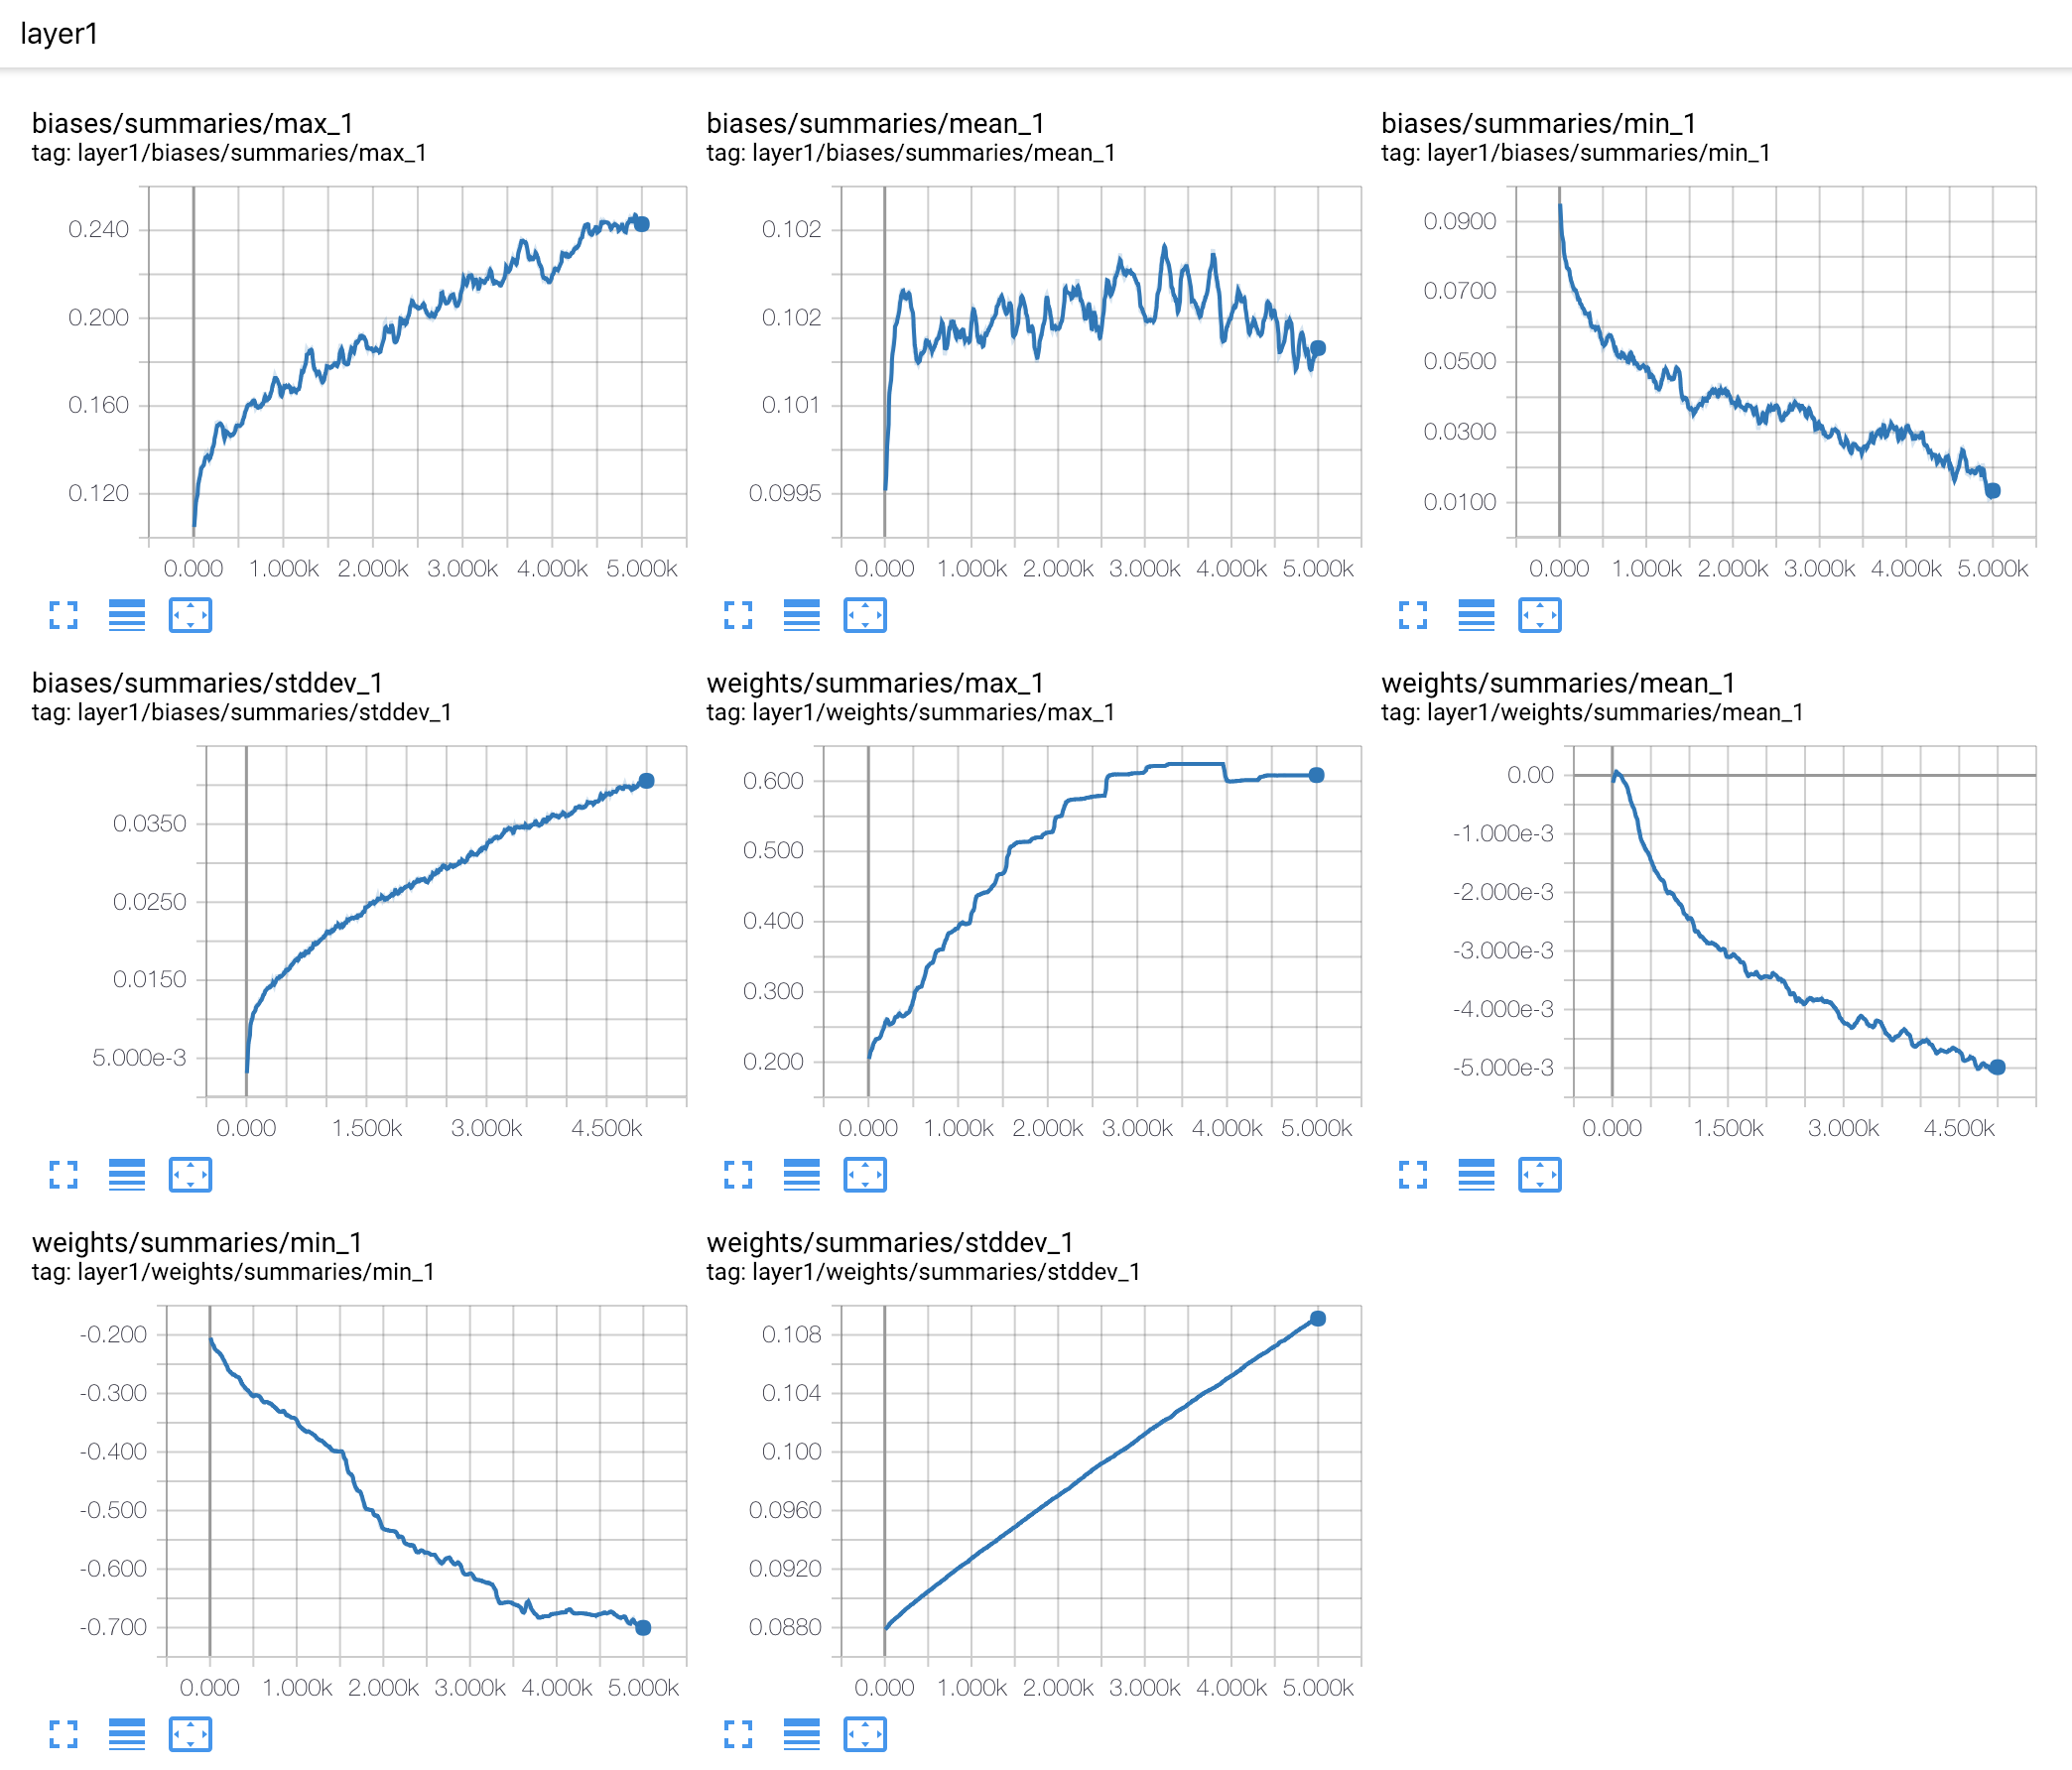 layer1
biases/summaries/max_1
tag: layer1/biases/summaries/max_1
0.240
0.200
0.160
0.120
0.000 1.000k 2.000k 3.000k 4.000k 5.000k
biases/summaries/mean_1
tag: layer1/biases/summaries/mean_1
0.102
0.102
0.101
0.0995
0.000 1.000k 2.000k 3.000k 4.000k 5.000k
biases/summaries/min_1
tag: layer1/biases/summaries/min_1
0.0900
0.0700
0.0500
0.0300
0.0100
0.000 1.000k 2.000k 3.000k 4.000k 5.000k
biases/summaries/stddev_1
tag: layer1/biases/summaries/stddev_1
0.0350
0.0250
0.0150
5.000e-3
0.000 1.500k 3.000k 4.500k
weights/summaries/max_1
tag: layer1/weights/summaries/max_1
0.600
0.500
0.400
0.300
0.200
0.000 1.000k 2.000k 3.000k 4.000k 5.000k
weights/summaries/mean_1
tag: layer1/weights/summaries/mean_1
0.00
-1.000e-3
-2.000e-3
-3.000e-3
-4.000e-3
-5.000e-3
0.000 1.500k 3.000k 4.500k
weights/summaries/min_1
tag: layer1/weights/summaries/min_1
-0.200
-0.300
-0.400
-0.500
-0.600
-0.700
0.000 1.000k 2.000k 3.000k 4.000k 5.000k
weights/summaries/stddev_1
tag: layer1/weights/summaries/stddev_1
0.108
0.104
0.100
0.0960
0.0920
0.0880
0.000 1.000k 2.000k 3.000k 4.000k 5.000k